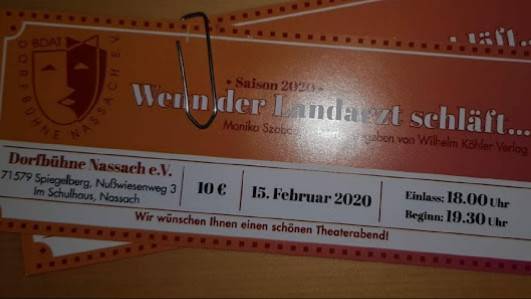 BDAT
DORFBÜHNE NASSACH E.V.
• Saison 2020 •
Wenn der Landarzt schläft...
Monika Szabo
von Wilhelm Köhler Verlag
Dorfbühne Nassach e.V.
71579 Spiegelberg, Nußwiesenweg 3
Im Schulhaus, Nassach
10 €
15. Februar 2020
Einlass: 18.00 Uhr
Beginn: 19.30 Uhr
Wir wünschen Ihnen einen schönen Theaterabend!